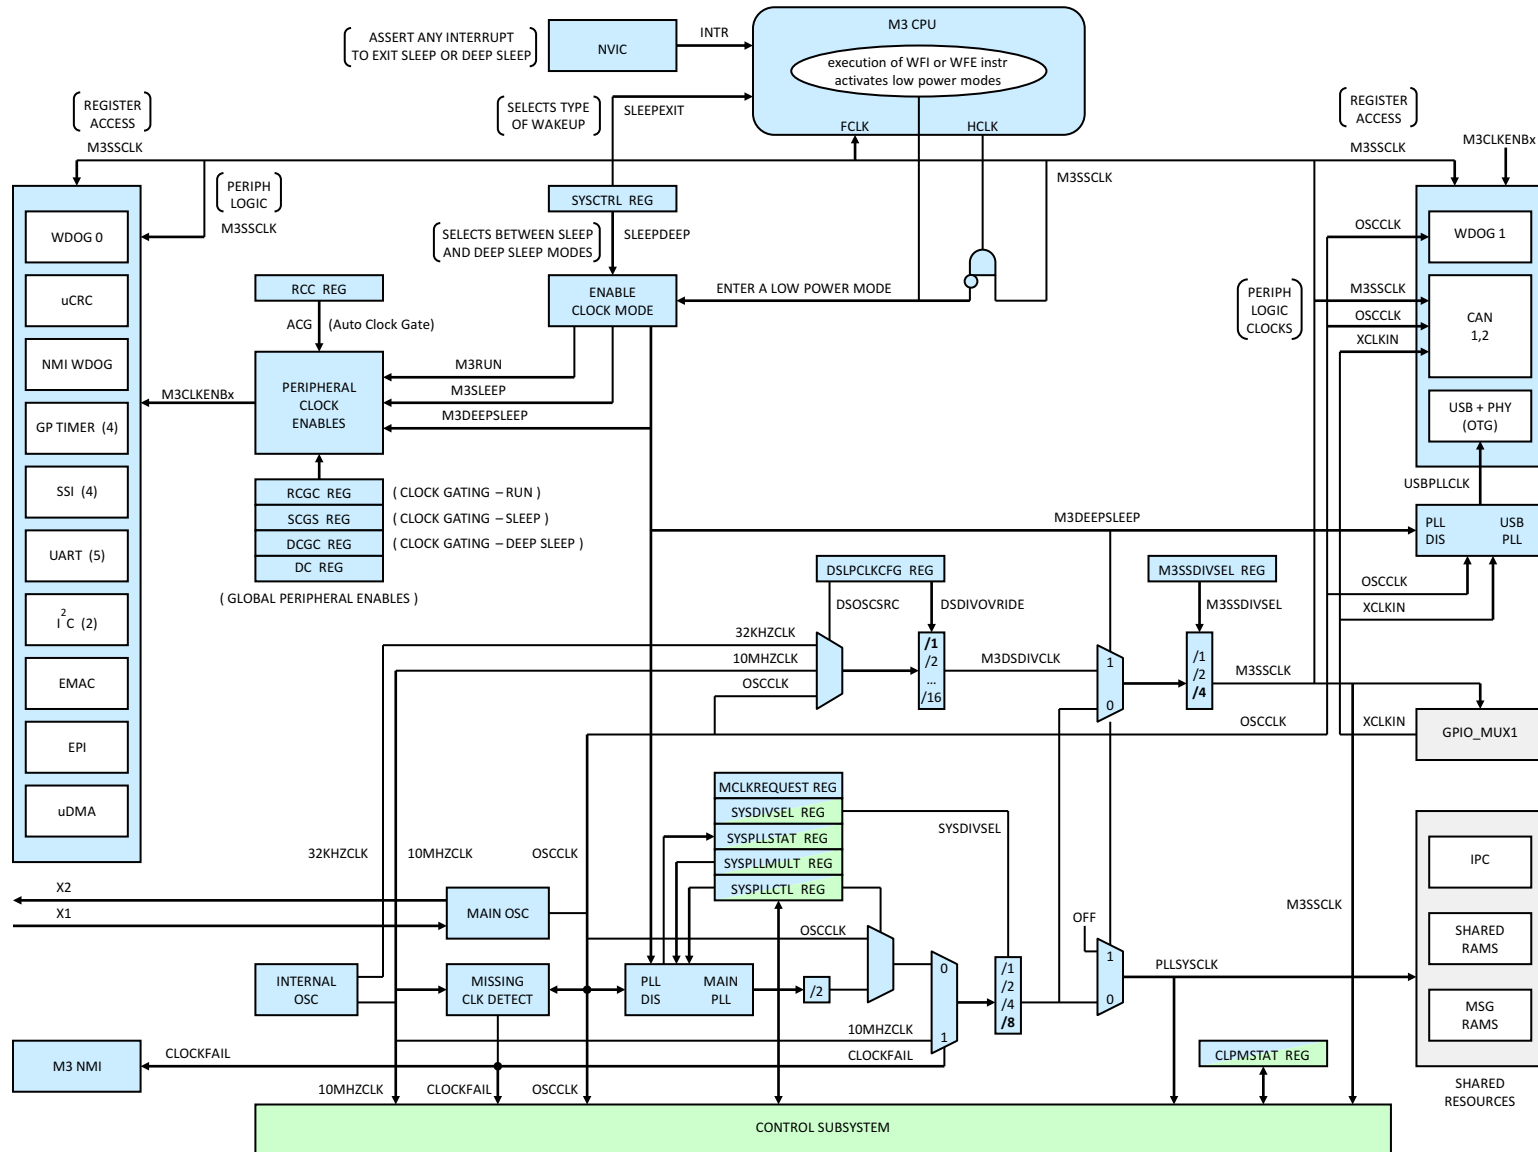 ASSERT ANY INTERRUPT
TO EXIT SLEEP OR DEEP SLEEP
NVIC
INTR
M3 CPU
execution of WFI or WFE instr
activates low power modes
FCLK
HCLK
SELECTS TYPE
OF WAKEUP
SLEEPEXIT
REGISTER
ACCESS
M3SSCLK
REGISTER
ACCESS
M3SSCLK
M3CLKENBx
PERIPH
LOGIC
M3SSCLK
SYSCTRL REG
M3SSCLK
SELECTS BETWEEN SLEEP
AND DEEP SLEEP MODES
SLEEPDEEP
WDOG 0
uCRC
NMI WDOG
GP TIMER (4)
SSI (4)
UART (5)
I2C (2)
EMAC
EPI
uDMA
RCC REG
ACG
(Auto Clock Gate)
ENABLE
CLOCK MODE
ENTER A LOW POWER MODE
PERIPHERAL
CLOCK
ENABLES
M3RUN
M3SLEEP
M3DEEPSLEEP
M3CLKENBx
RCGC REG
( CLOCK GATING – RUN )
SCGS REG
( CLOCK GATING – SLEEP )
DCGC REG
( CLOCK GATING – DEEP SLEEP )
DC REG
( GLOBAL PERIPHERAL ENABLES )
PERIPH
LOGIC
CLOCKS
OSCCLK
WDOG 1
M3SSCLK
OSCCLK
XCLKIN
CAN
1,2
USB + PHY
(OTG)
USBPLLCLK
M3DEEPSLEEP
PLL
DIS
USB
PLL
OSCCLK
XCLKIN
DSLPCLKCFG REG
DSOSCSRC
DSDIVOVRIDE
M3SSDIVSEL REG
M3SSDIVSEL
32KHZCLK
10MHZCLK
OSCCLK
/1
/2
...
/16
M3DSDIVCLK
1
0
/1
/2
/4
M3SSCLK
OSCCLK
XCLKIN
GPIO_MUX1
MCLKREQUEST REG
SYSDIVSEL REG
SYSPLLSTAT REG
SYSPLLMULT REG
SYSPLLCTL REG
SYSDIVSEL
32KHZCLK
10MHZCLK
OSCCLK
X2
X1
MAIN OSC
OSCCLK
INTERNAL
OSC
MISSING
CLK DETECT
PLL
DIS
MAIN
PLL
/2
0
1
/1
/2
/4
/8
OFF
1
0
PLLSYSCLK
M3SSCLK
IPC
SHARED
RAMS
MSG
RAMS
SHARED
RESOURCES
M3 NMI
CLOCKFAIL
10MHZCLK
CLOCKFAIL
10MHZCLK
CLOCKFAIL
OSCCLK
CLPMSTAT REG
CONTROL SUBSYSTEM